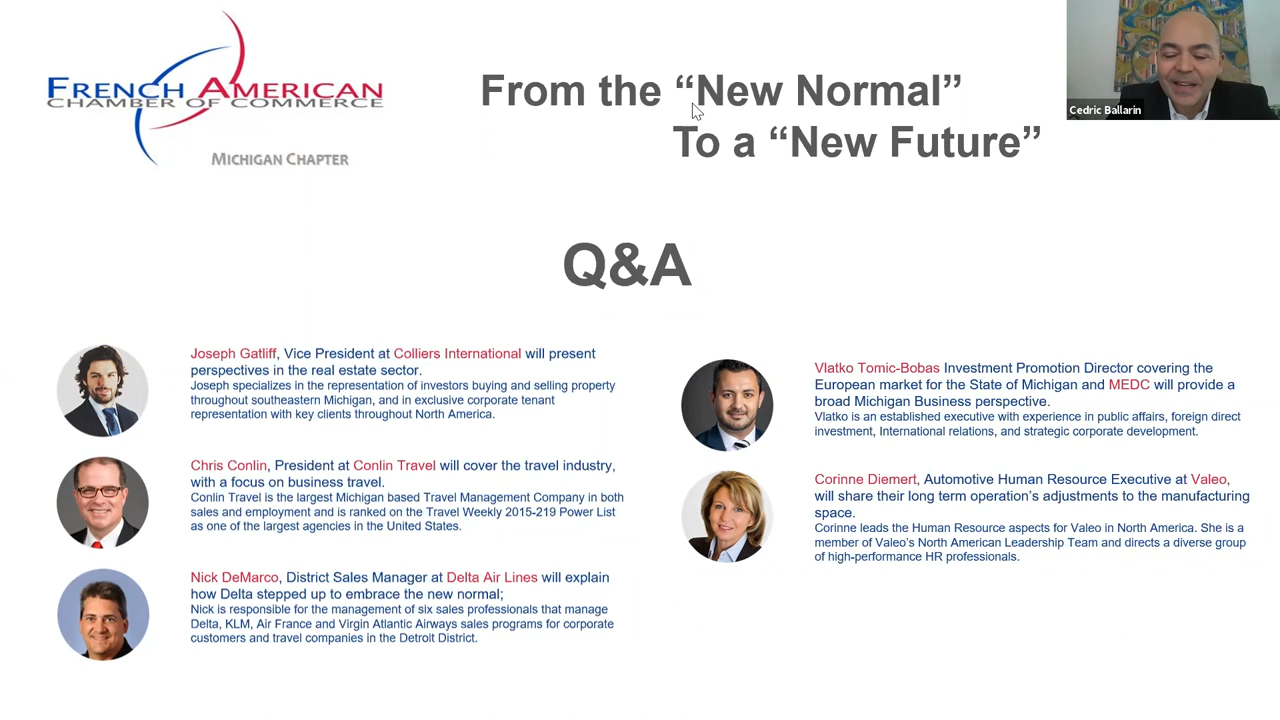 FRENCH AMERICAN
CHAMBER OF COMMERCE
MICHIGAN CHAPTER
From the “New Normal”
To a “New Future”
Cedric Ballarin
Q&A
Joseph Gatliff, Vice President at Colliers International will present
perspectives in the real estate sector.
Joseph specializes in the representation of investors buying and selling property
throughout southeastern Michigan, and in exclusive corporate tenant
representation with key clients throughout North America.
Chris Conlin, President at Conlin Travel will cover the travel industry,
with a focus on business travel.
Conlin Travel is the largest Michigan based Travel Management Company in both
sales and employment and is ranked on the Travel Weekly 2015-219 Power List
as one of the largest agencies in the United States.
Nick DeMarco, District Sales Manager at Delta Air Lines will explain
how Delta stepped up to embrace the new normal;
Nick is responsible for the management of six sales professionals that manage
Delta, KLM, Air France and Virgin Atlantic Airways sales programs for corporate
customers and travel companies in the Detroit District.
Vlatko Tomic-Bobas Investment Promotion Director covering the
European market for the State of Michigan and MEDC will provide a
broad Michigan Business perspective.
Vlatko is an established executive with experience in public affairs, foreign direct
investment, International relations, and strategic corporate development.
Corinne Diemert, Automotive Human Resource Executive at Valeo,
will share their long term operation’s adjustments to the manufacturing
space.
Corinne leads the Human Resource aspects for Valeo in North America. She is a
member of Valeo’s North American Leadership Team and directs a diverse group
of high-performance HR professionals.